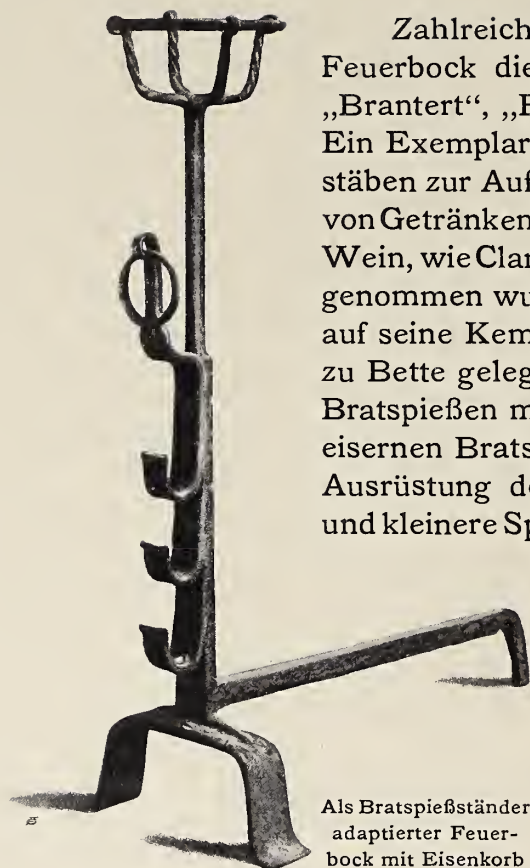 Zahlreich
Feuerbock die
„Brantert“, „
Ein Exemplar
stäben zur Auf
von Getränken
Wein, wie Clar
genommen wu
auf seine Kem
zu Bette geleg
Bratspießen m
eisernen Brats
Ausrüstung d
und kleinere Sp
Als Bratspießständer
adaptierter Feuer-
bock mit Eisenkorb